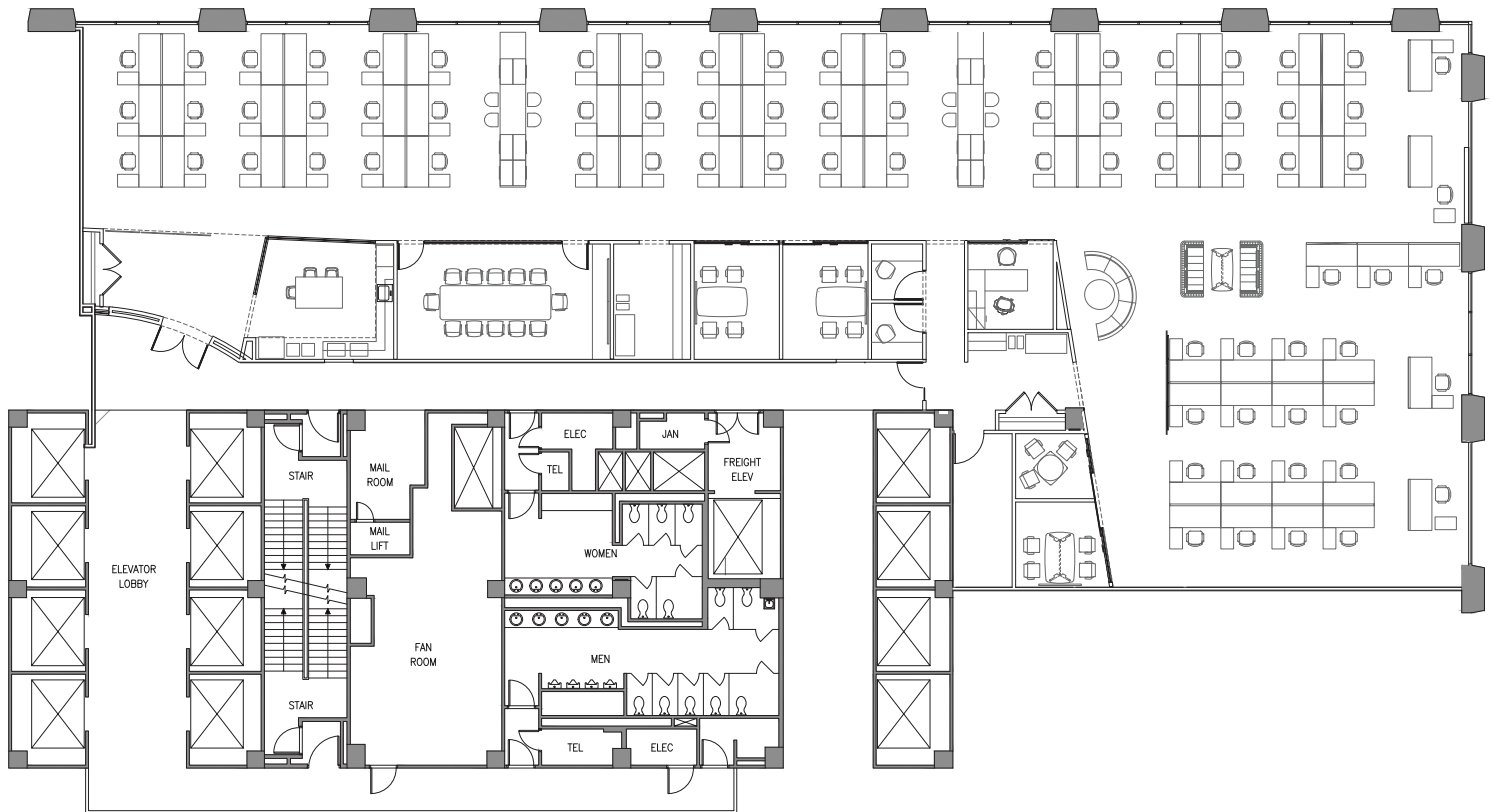 ELEC
JAN
TEL
FREIGHT
ELEV
STAIR
MAIL
ROOM
MAIL
LIFT
WOMEN
ELEVATOR
LOBBY
FAN
ROOM
MEN
STAIR
TEL
ELEC